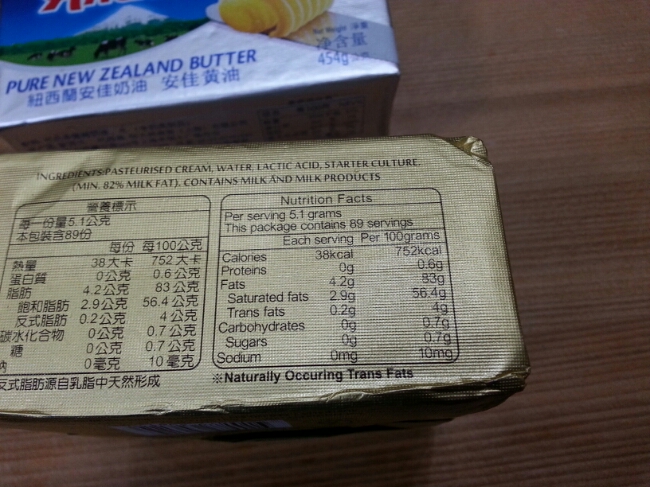 PURE NEW ZEALAND BUTTER
紐西蘭安佳奶油 安佳黄油
净含量
454g
INGREDIENTS:PASTEURISED CREAM, WATER, LACTIC ACID, STARTER CULTURE.
(MIN. 82% MILK FAT). CONTAINS MILK AND MILK PRODUCTS
營養標示
每一份量5.1公克
本包裝含89份
每份 每100公克
熱量 38大卡 752大卡
蛋白質 0公克 0.6公克
脂肪 4.2公克 83公克
飽和脂肪 2.9公克 56.4公克
反式脂肪 0.2公克 4公克
碳水化合物 0公克 0.7公克
糖 0公克 0.7公克
鈉 0毫克 10毫克
反式脂肪源自乳脂中天然形成
Nutrition Facts
Per serving 5.1 grams
This package contains 89 servings
Each serving Per 100grams
Calories 38kcal 752kcal
Proteins 0g 0.6g
Fats 4.2g 83g
Saturated fats 2.9g 56.4g
Trans fats 0.2g 4g
Carbohydrates 0g 0.7g
Sugars 0g 0.7g
Sodium 0mg 10mg
※Naturally Occuring Trans Fats